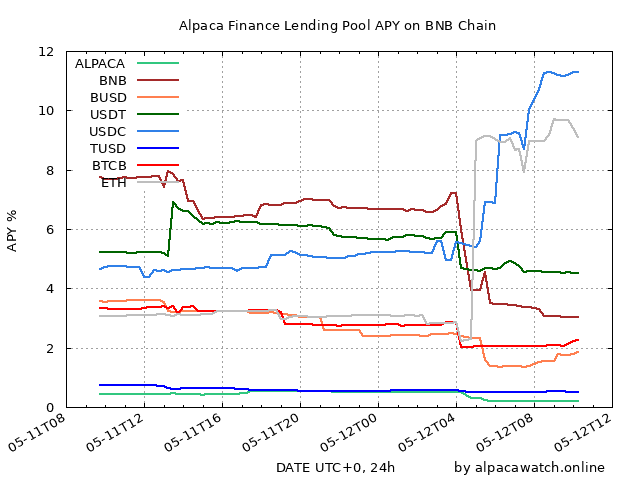 Alpaca Finance Lending Pool APY on BNB Chain
12
10
8
6
4
2
0
APY %
ALPACA
BNB
BUSD
USDT
USDC
TUSD
BTCB
ETH
05-11T08
05-11T12
05-11T16
05-11T20
05-12T00
05-12T04
05-12T08
05-12T12
DATE UTC+0, 24h
by alpacawatch.online